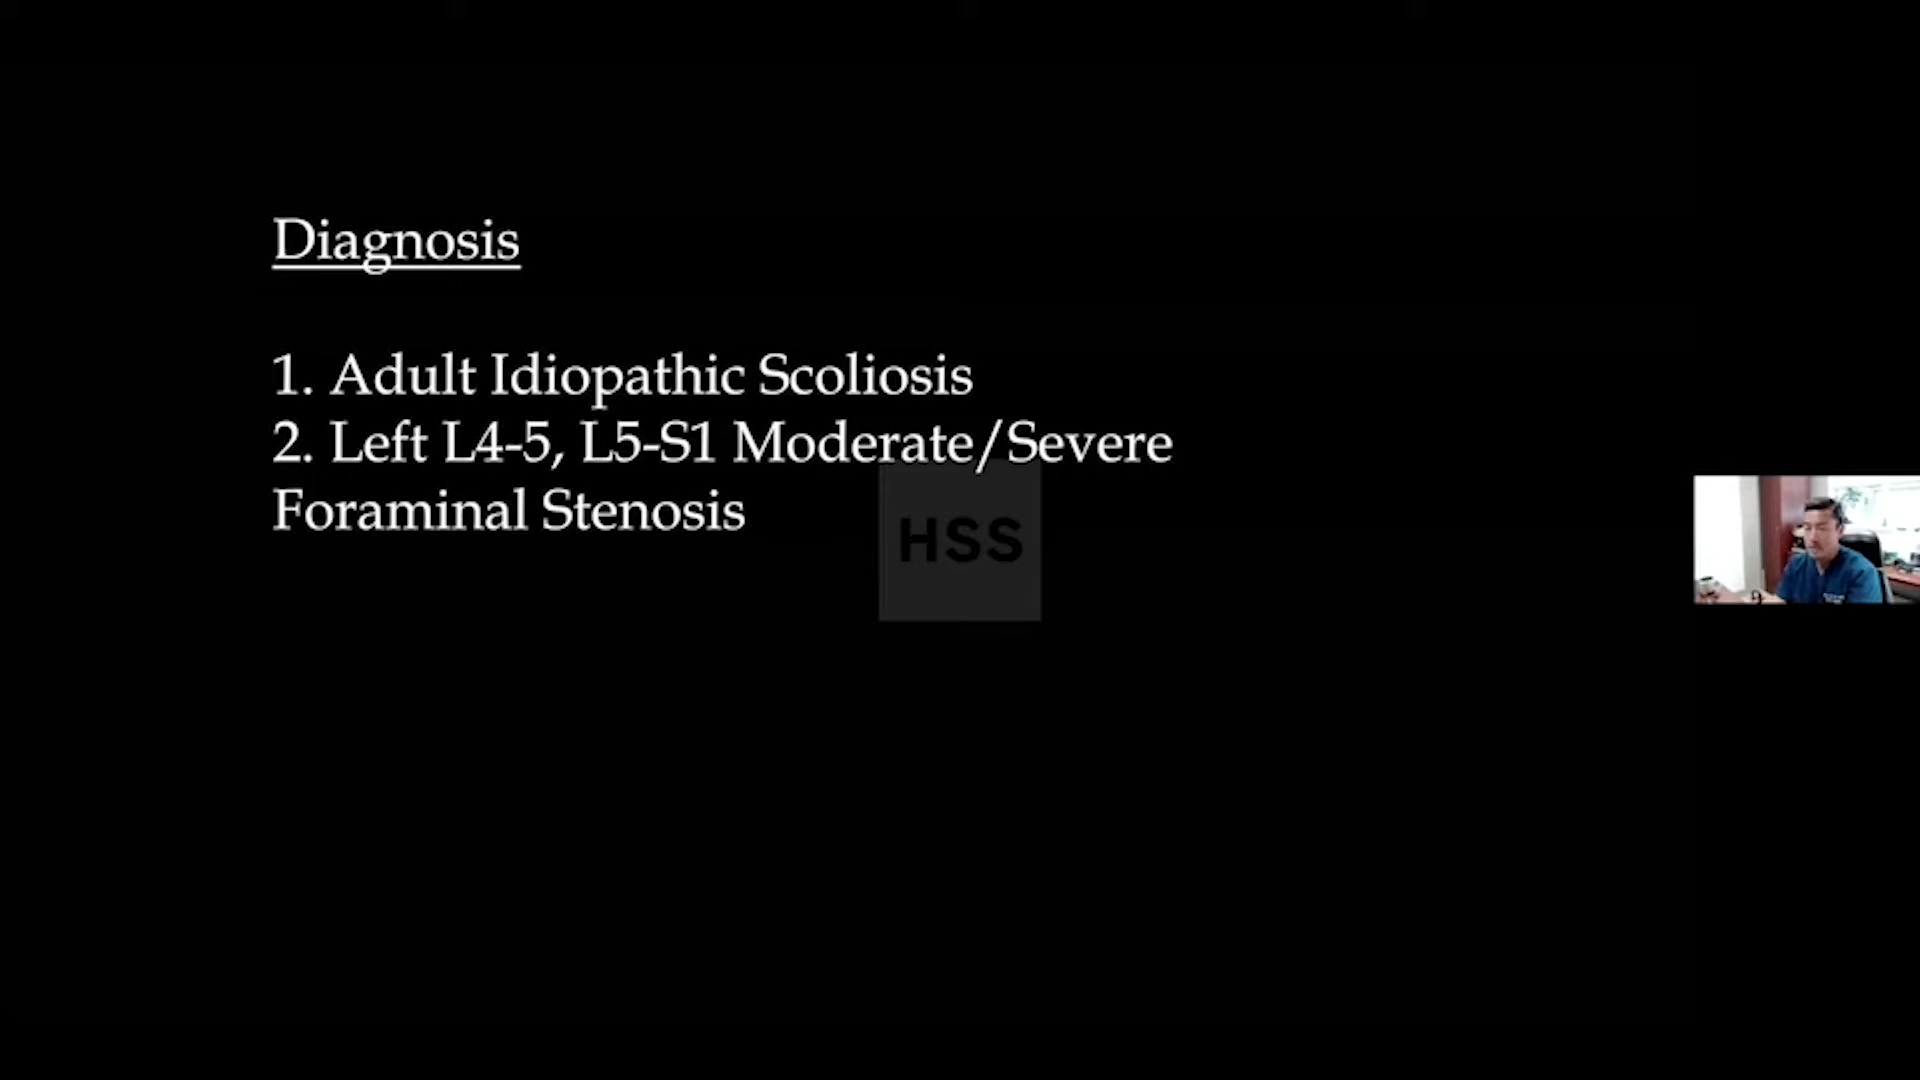 Diagnosis
1. Adult Idiopathic Scoliosis
2. Left L4-5, L5-S1 Moderate/Severe
Foraminal Stenosis
HSS